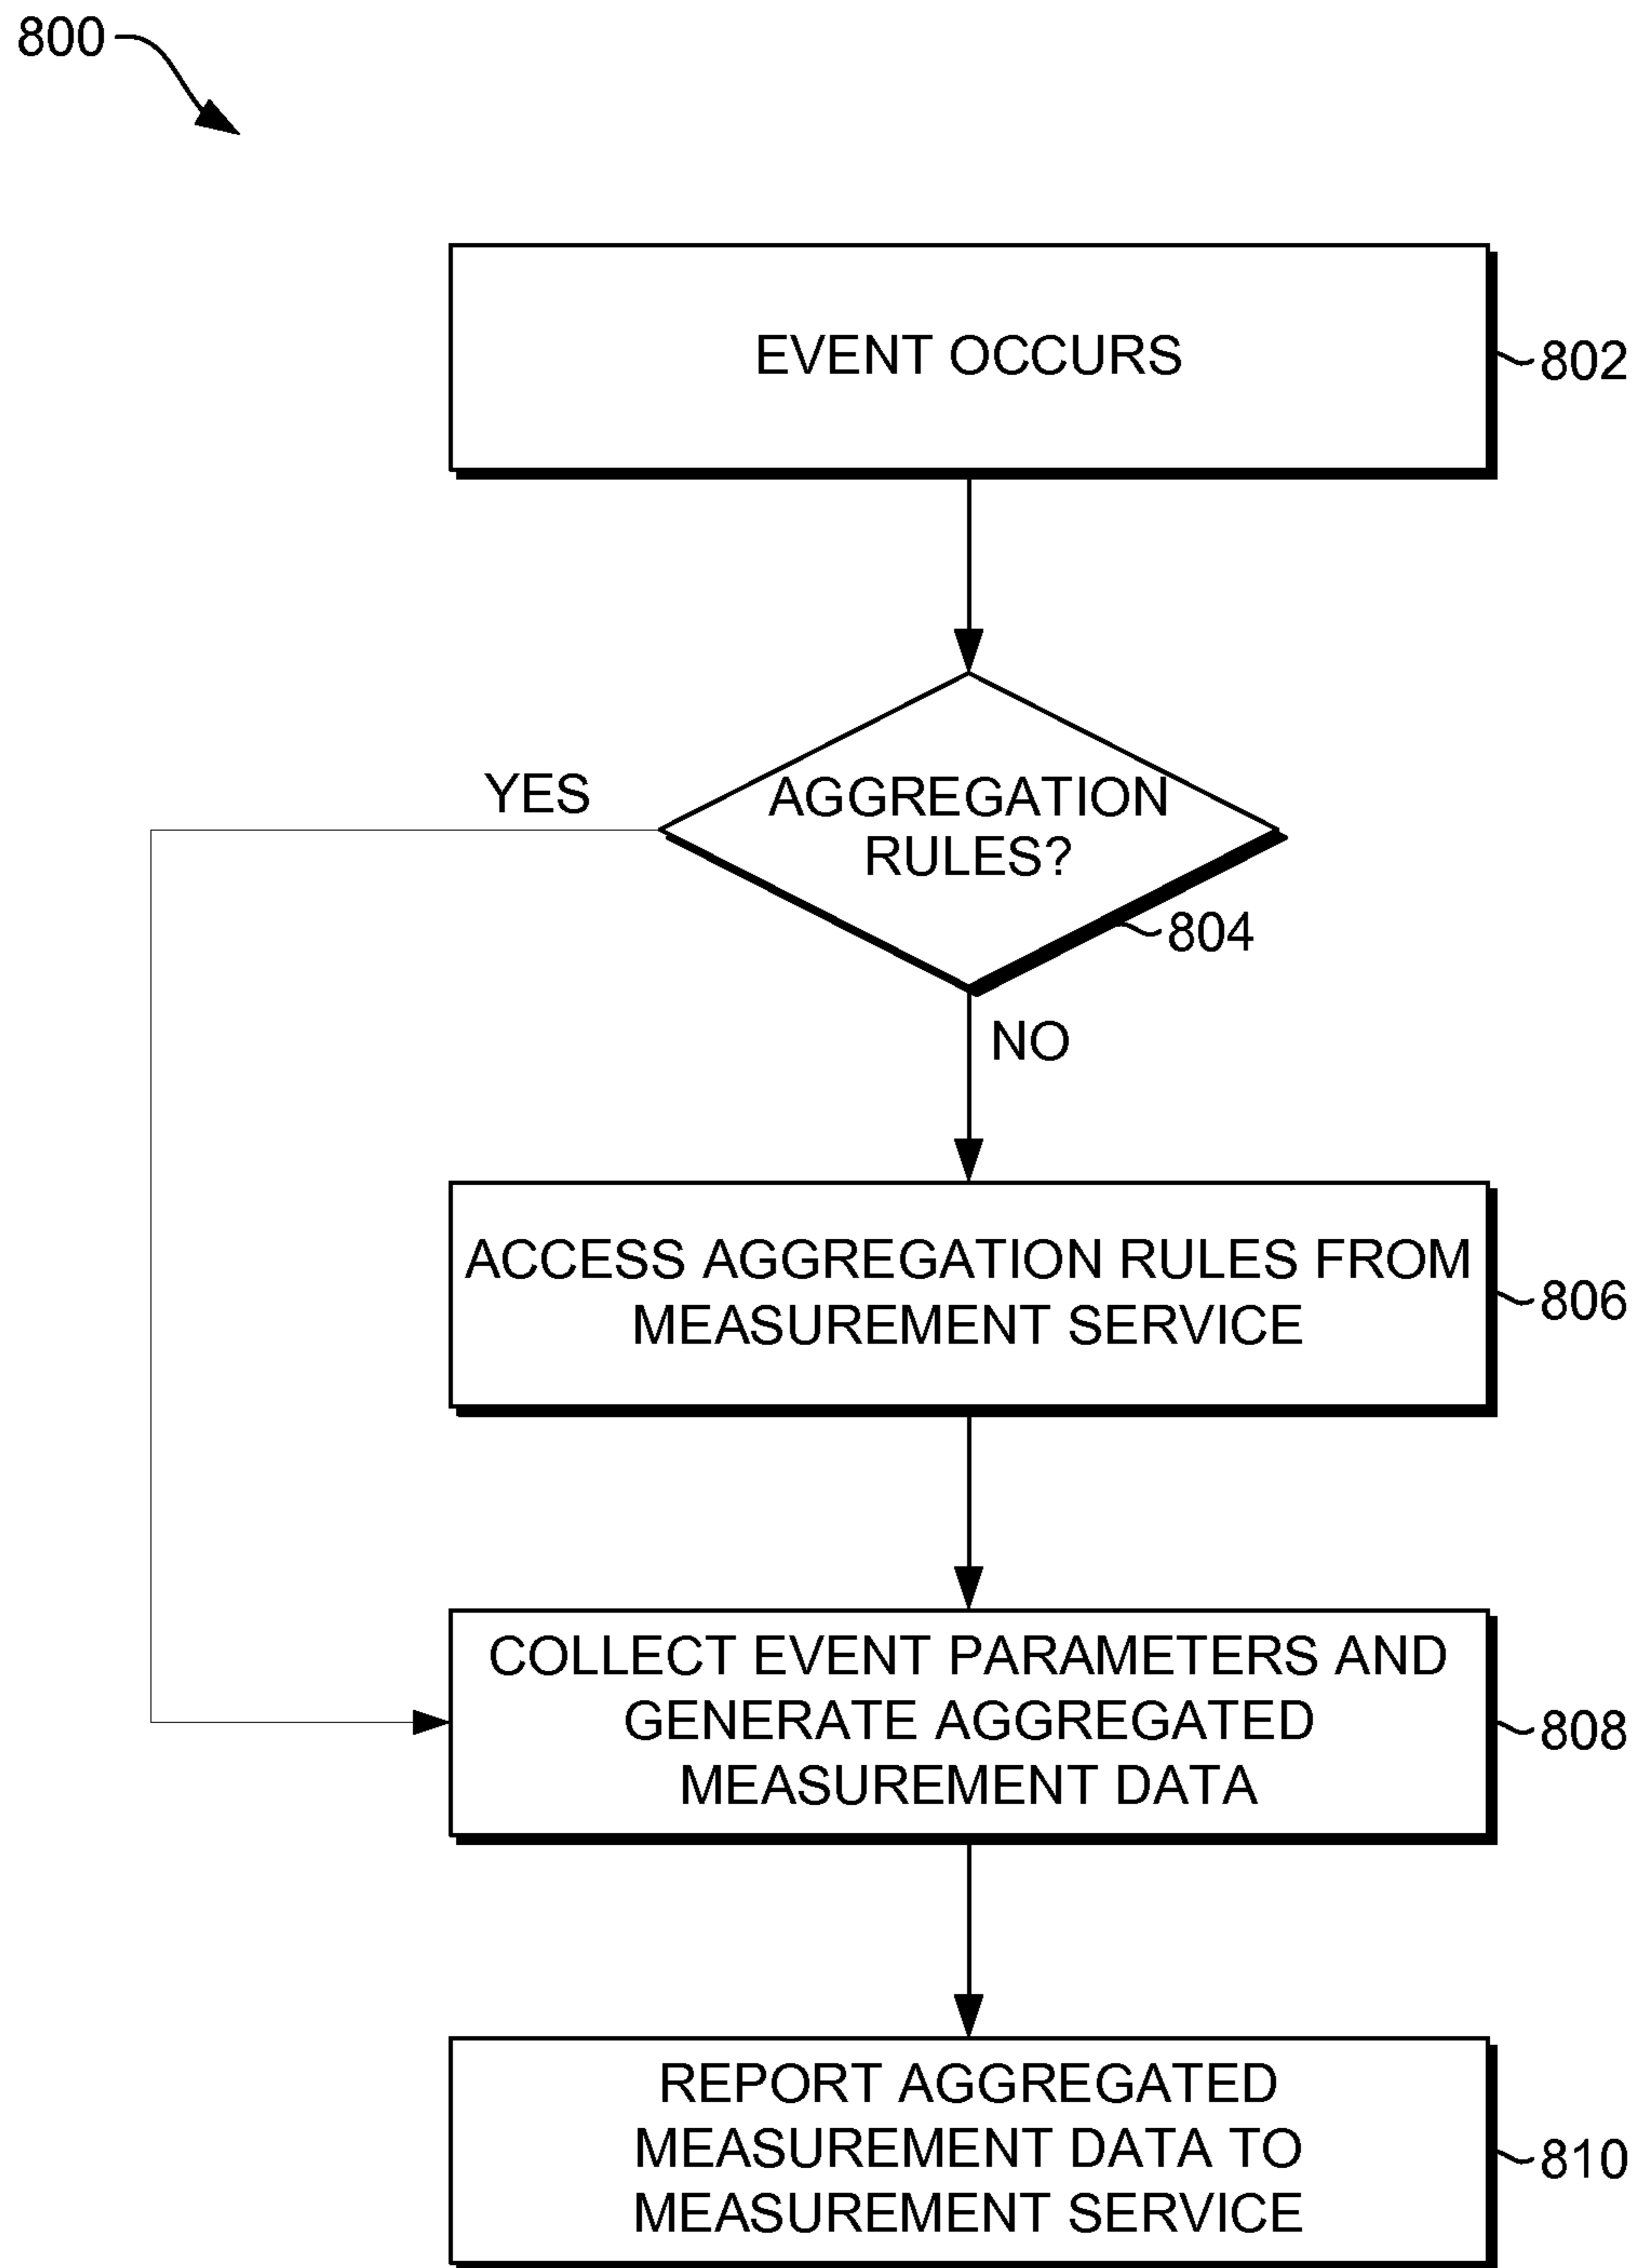 800
EVENT OCCURS
802
YES
AGGREGATION
RULES?
804
NO
ACCESS AGGREGATION RULES FROM
MEASUREMENT SERVICE
806
COLLECT EVENT PARAMETERS AND
GENERATE AGGREGATED
MEASUREMENT DATA
808
REPORT AGGREGATED
MEASUREMENT DATA TO
MEASUREMENT SERVICE
810